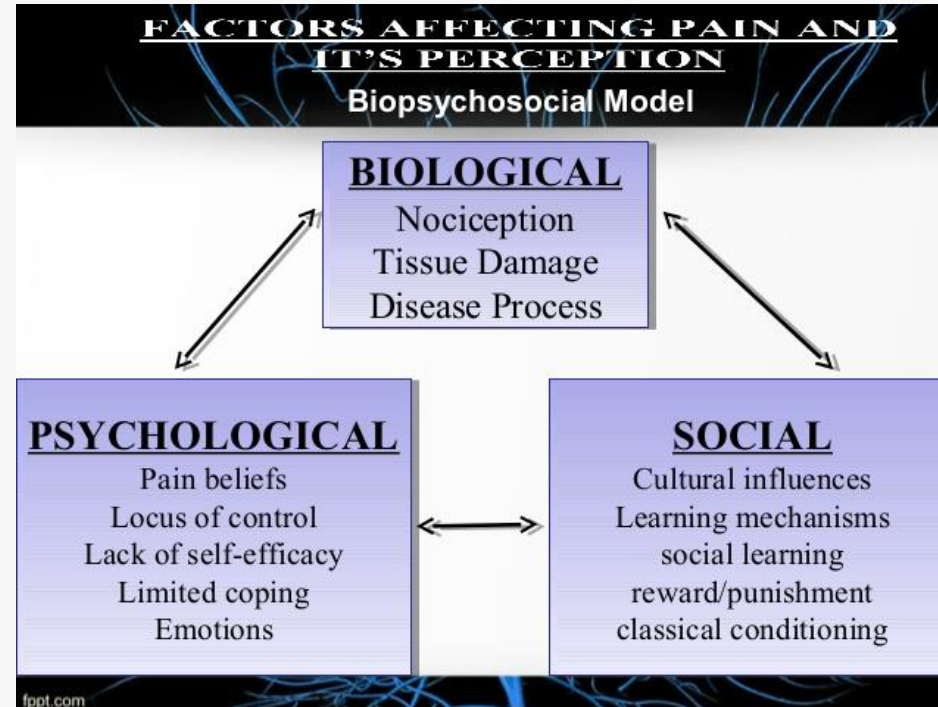 FACTORS AFFECTING PAIN AND
IT'S PERCEPTION
Biopsychosocial Model
BIOLOGICAL
Nociception
Tissue Damage
Disease Process
PSYCHOLOGICAL
Pain beliefs
Locus of control
Lack of self-efficacy
Limited coping
Emotions
SOCIAL
Cultural influences
Learning mechanisms
social learning
reward/punishment
classical conditioning
fppt.com